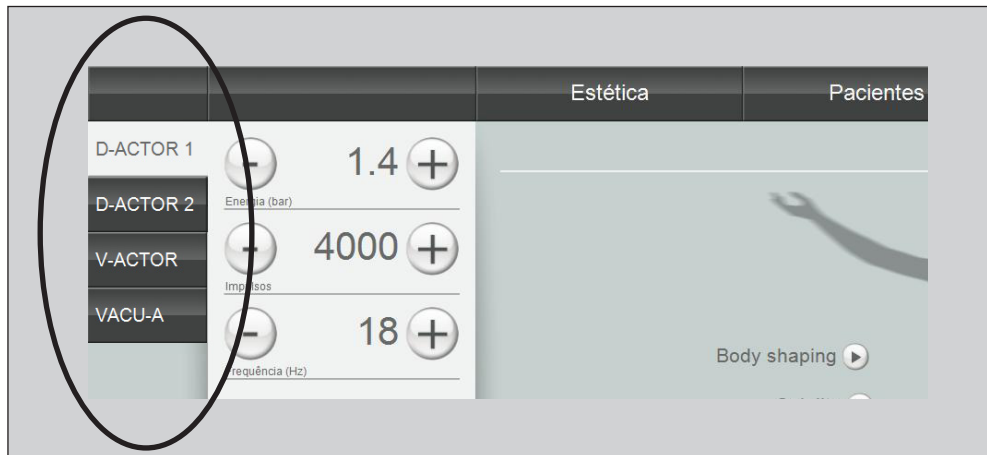 Estética Pacientes
D-ACTOR 1
D-ACTOR 2
V-ACTOR
VACU-A
- 1.4 +
Energia (bar)
- 4000 +
Impulsos
- 18 +
Frequência (Hz)
Body shaping